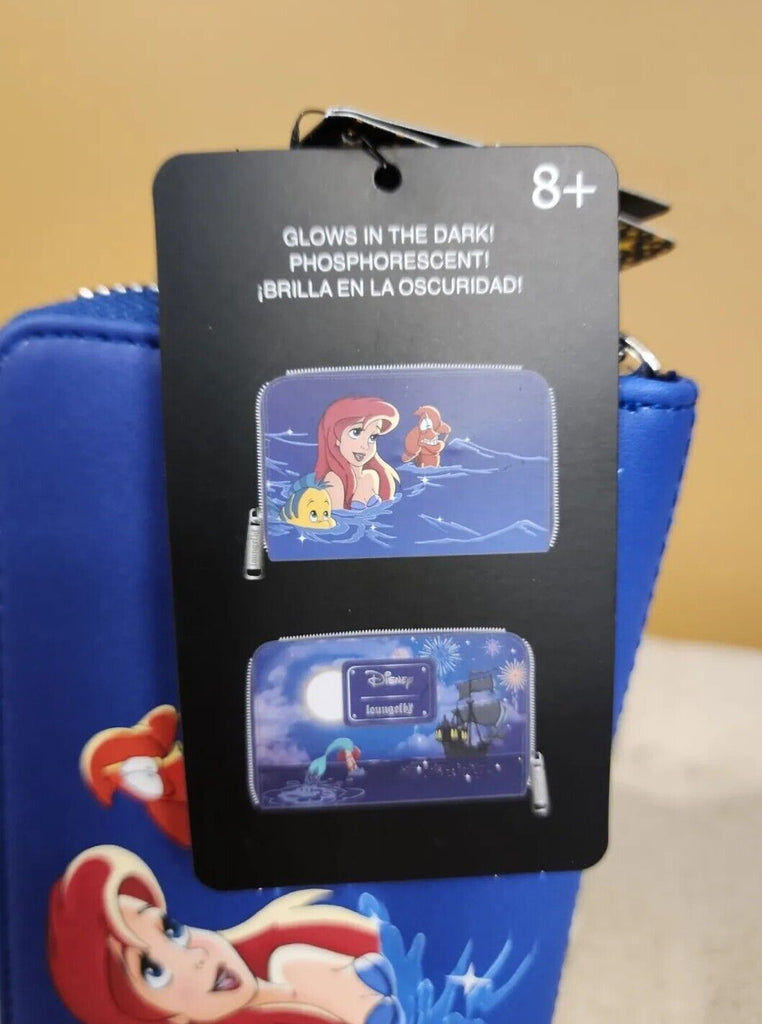 8+
GLOWS IN THE DARK!
PHOSPHORESCENT!
¡BRILLA EN LA OSCURIDAD!
Disney
loungefly